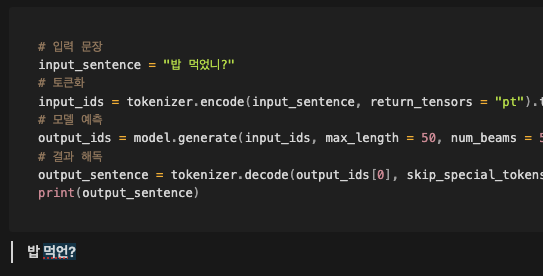 # 입력 문장
input_sentence = "밥 먹었니?"
# 토큰화
input_ids = tokenizer.encode(input_sentence, return_tensors = "pt").t
# 모델 예측
output_ids = model.generate(input_ids, max_length = 50, num_beams = 5
# 결과 해독
output_sentence = tokenizer.decode(output_ids[0], skip_special_tokens
print(output_sentence)
밥 먹언?